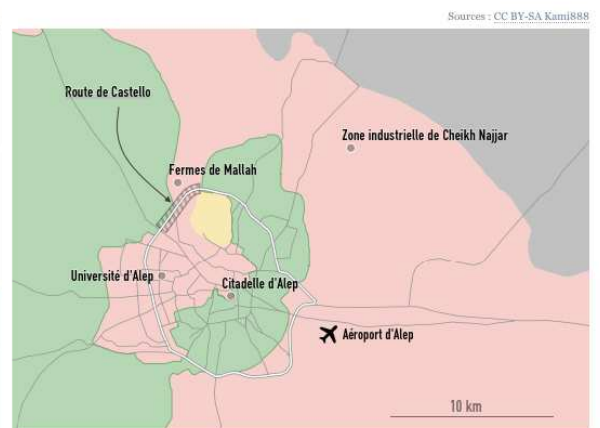 Sources : CC BY-SA Kami888
Route de Castello
Zone industrielle de Cheikh Najjar
Fermes de Mallah
Université d'Alep
Citadelle d'Alep
Aéroport d'Alep
10 km